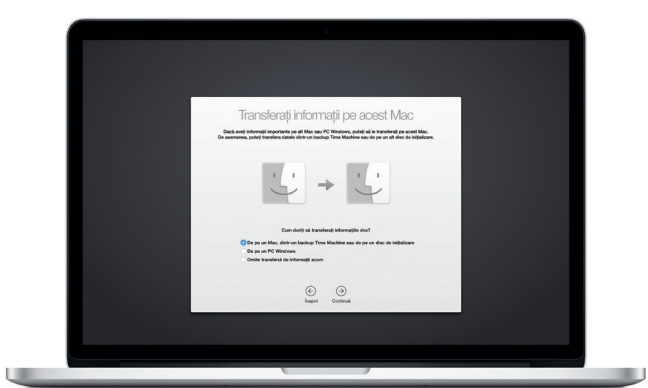 Transferați informații pe acest Mac
Dacă aveți informații importante pe alt Mac sau PC Windows, puteți să le transferați pe acest Mac.
De asemenea, puteți transfera datele dintr-un backup Time Machine sau de pe un alt disc de inițializare.
Cum doriți să transferați informațiile dvs?
De pe un Mac, dintr-un backup Time Machine sau de pe un disc de inițializare
De pe un PC Windows
Omite transferul de informații acum
Înapoi
Continuă